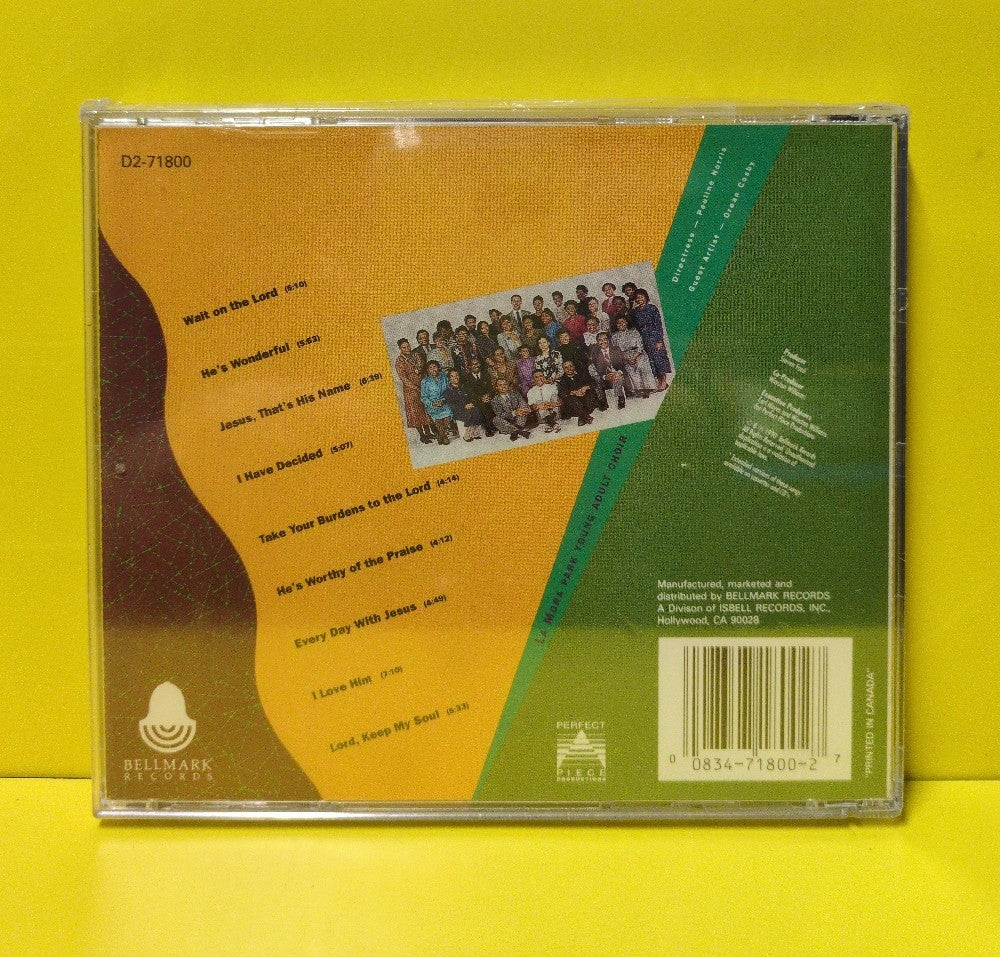 D2-71800
Directress — Pauline Norris
Guest Artist — Orean Cosby
Wait on the Lord (5:10)
He's Wonderful (5:53)
Jesus, That's His Name (6:39)
I Have Decided (5:07)
Take Your Burdens to the Lord (4:14)
He's Worthy of the Praise (4:12)
Every Day With Jesus (4:49)
I Love Him (7:10)
Lord, Keep My Soul (5:33)
LA MORA PARK YOUNG ADULT CHOIR
Producer
Co-Producer
Executive Producers
Manufactured, marketed and
distributed by BELLMARK RECORDS
A Divison of ISBELL RECORDS, INC.
Hollywood, CA 90028
BELLMARK
RECORDS
PERFECT
PIECE
PRODUCTIONS
0 0834-71800-2 7
"PRINTED IN CANADA"